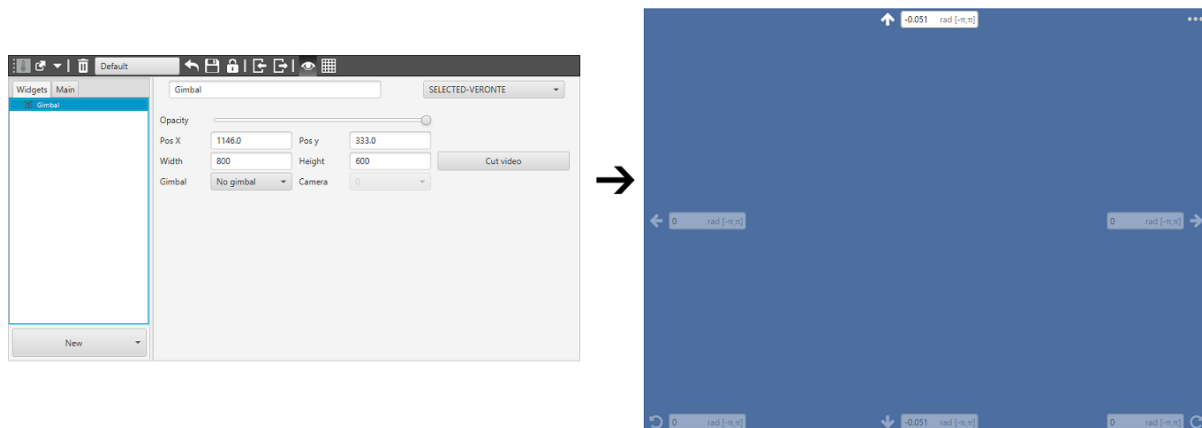 Default
Widgets Main
Gimbal
Gimbal SELECTED-VERONTE
Opacity
Pos X 1146.0 Pos y 333.0
Width 800 Height 600 Cut video
Gimbal No gimbal Camera 0
New
-0.051 rad [-π,π]
0 rad [-π,π] 0 rad [-π,π]
0 rad [-π,π] -0.051 rad [-π,π] 0 rad [-π,π]